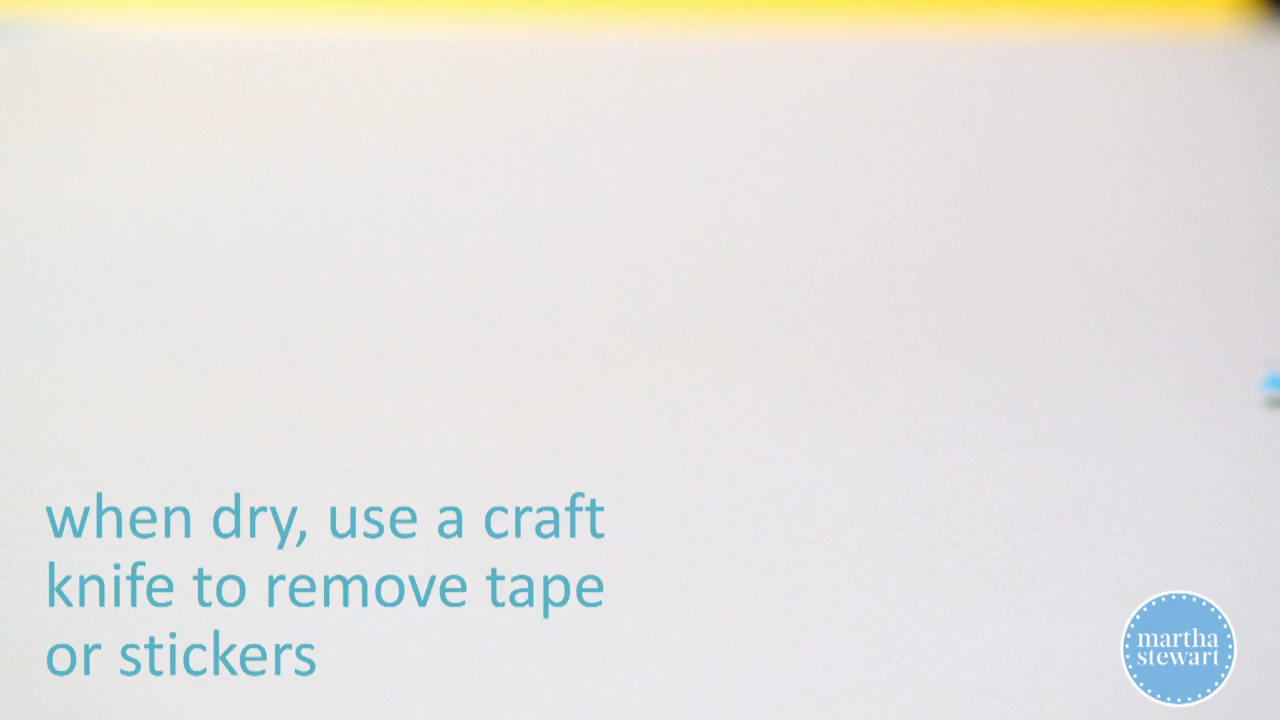 when dry, use a craft
knife to remove tape
or stickers
martha
stewart